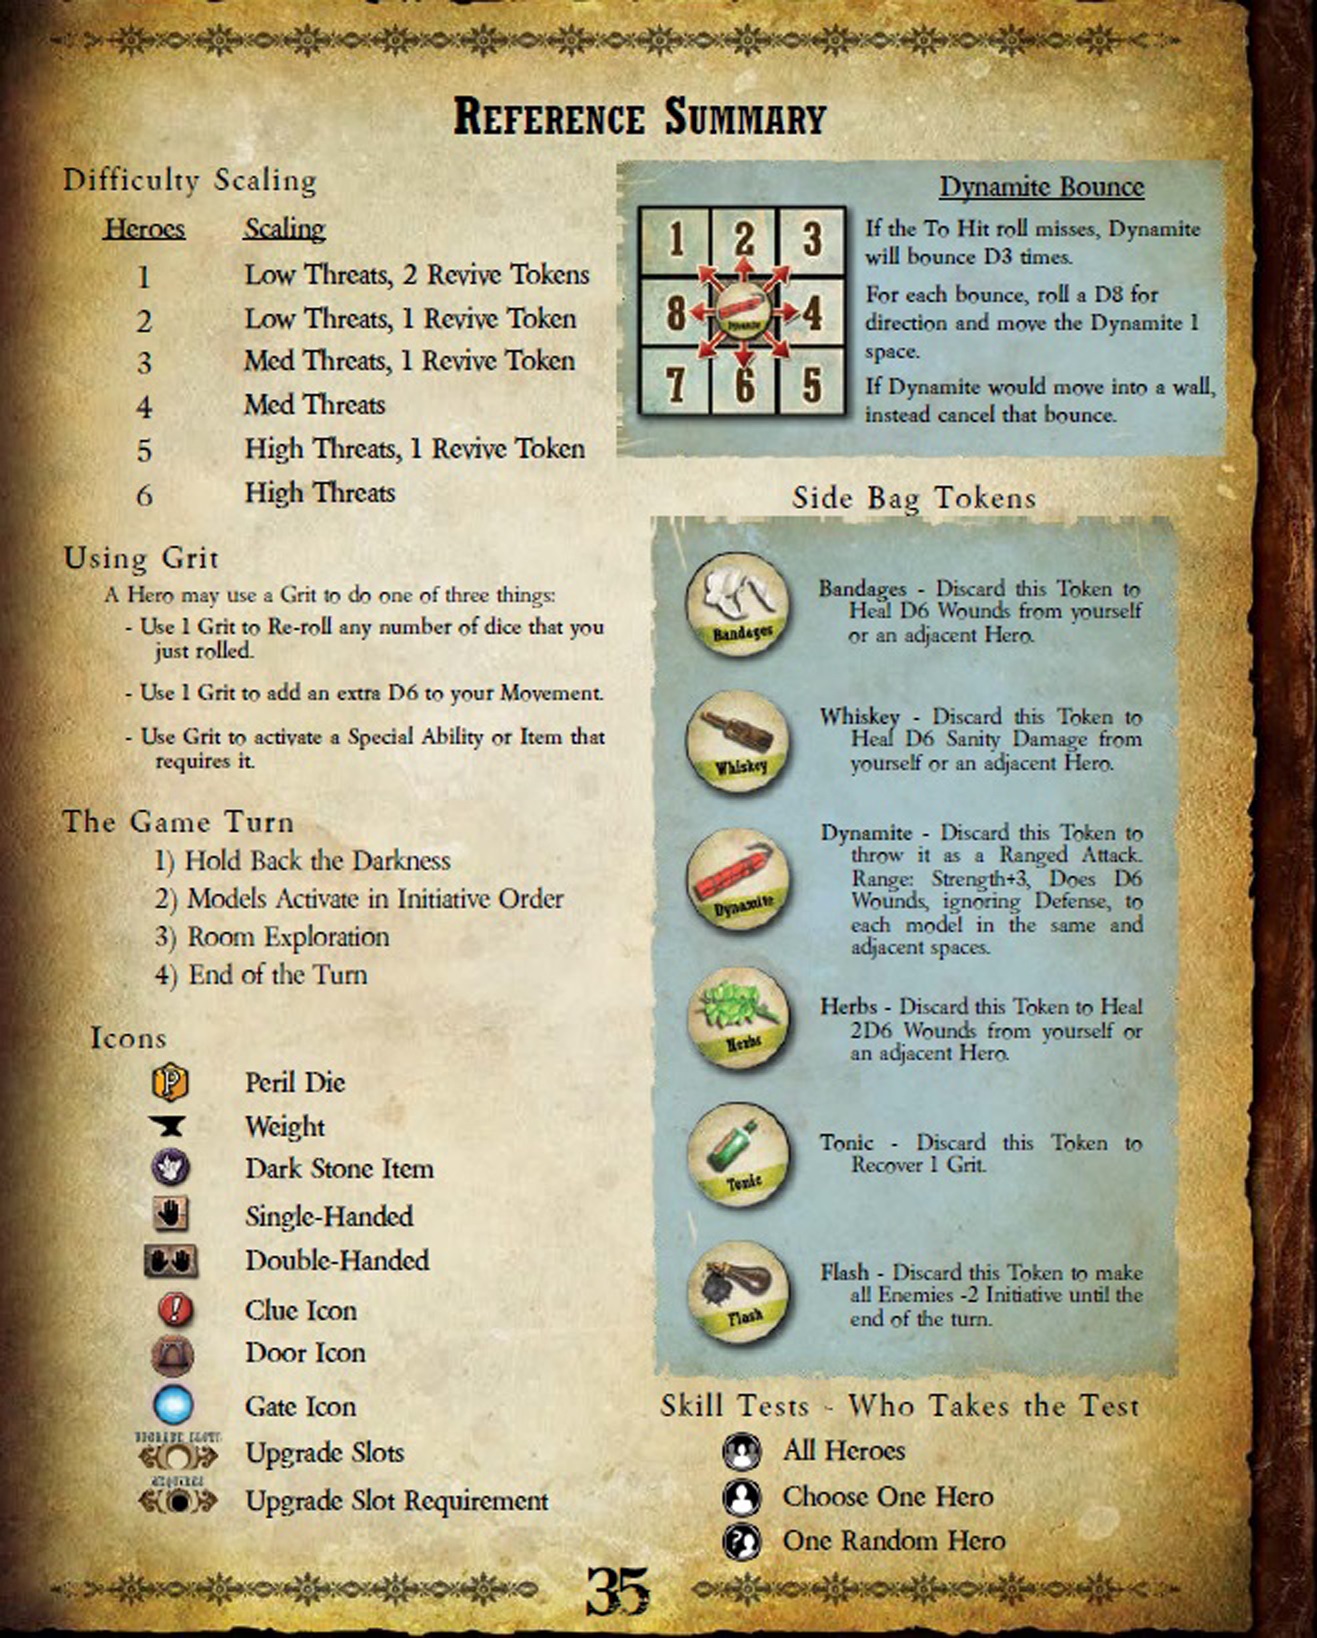 Reference Summary
Difficulty Scaling
Heroes Scaling
1 Low Threats, 2 Revive Tokens
2 Low Threats, 1 Revive Token
3 Med Threats, 1 Revive Token
4 Med Threats
5 High Threats, 1 Revive Token
6 High Threats
Using Grit
A Hero may use a Grit to do one of three things:
- Use 1 Grit to Re-roll any number of dice that you
just rolled.
- Use 1 Grit to add an extra D6 to your Movement.
- Use Grit to activate a Special Ability or Item that
requires it.
The Game Turn
1) Hold Back the Darkness
2) Models Activate in Initiative Order
3) Room Exploration
4) End of the Turn
Icons
P Peril Die
Weight
Dark Stone Item
Single-Handed
Double-Handed
! Clue Icon
Door Icon
Gate Icon
UPGRADE SLOTS
Upgrade Slots
REQUIRES
Upgrade Slot Requirement
Dynamite Bounce
1 2 3
8 Dynamite 4
7 6 5
If the To Hit roll misses, Dynamite
will bounce D3 times.
For each bounce, roll a D8 for
direction and move the Dynamite 1
space.
If Dynamite would move into a wall,
instead cancel that bounce.
Side Bag Tokens
Bandages
Bandages - Discard this Token to
Heal D6 Wounds from yourself
or an adjacent Hero.
Whiskey
Whiskey - Discard this Token to
Heal D6 Sanity Damage from
yourself or an adjacent Hero.
Dynamite
Dynamite - Discard this Token to
throw it as a Ranged Attack.
Range: Strength+3, Does D6
Wounds, ignoring Defense, to
each model in the same and
adjacent spaces.
Herbs
Herbs - Discard this Token to Heal
2D6 Wounds from yourself or
an adjacent Hero.
Tonic
Tonic - Discard this Token to
Recover 1 Grit.
Flash
Flash - Discard this Token to make
all Enemies -2 Initiative until the
end of the turn.
Skill Tests - Who Takes the Test
All Heroes
Choose One Hero
? One Random Hero
35